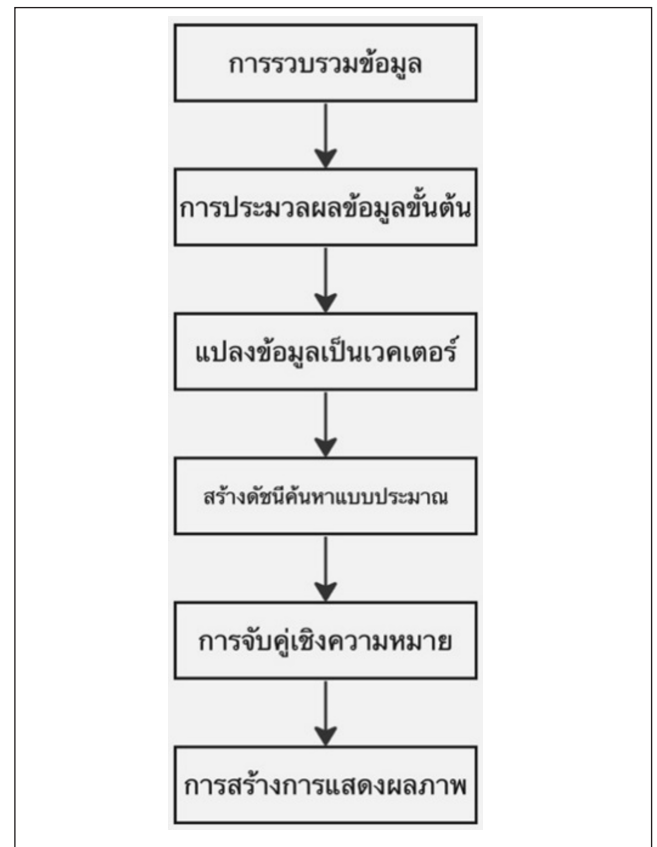 การรวบรวมข้อมูล
การประมวลผลข้อมูลขั้นต้น
แปลงข้อมูลเป็นเวคเตอร์
สร้างดัชนีค้นหาแบบประมาณ
การจับคู่เชิงความหมาย
การสร้างการแสดงผลภาพ